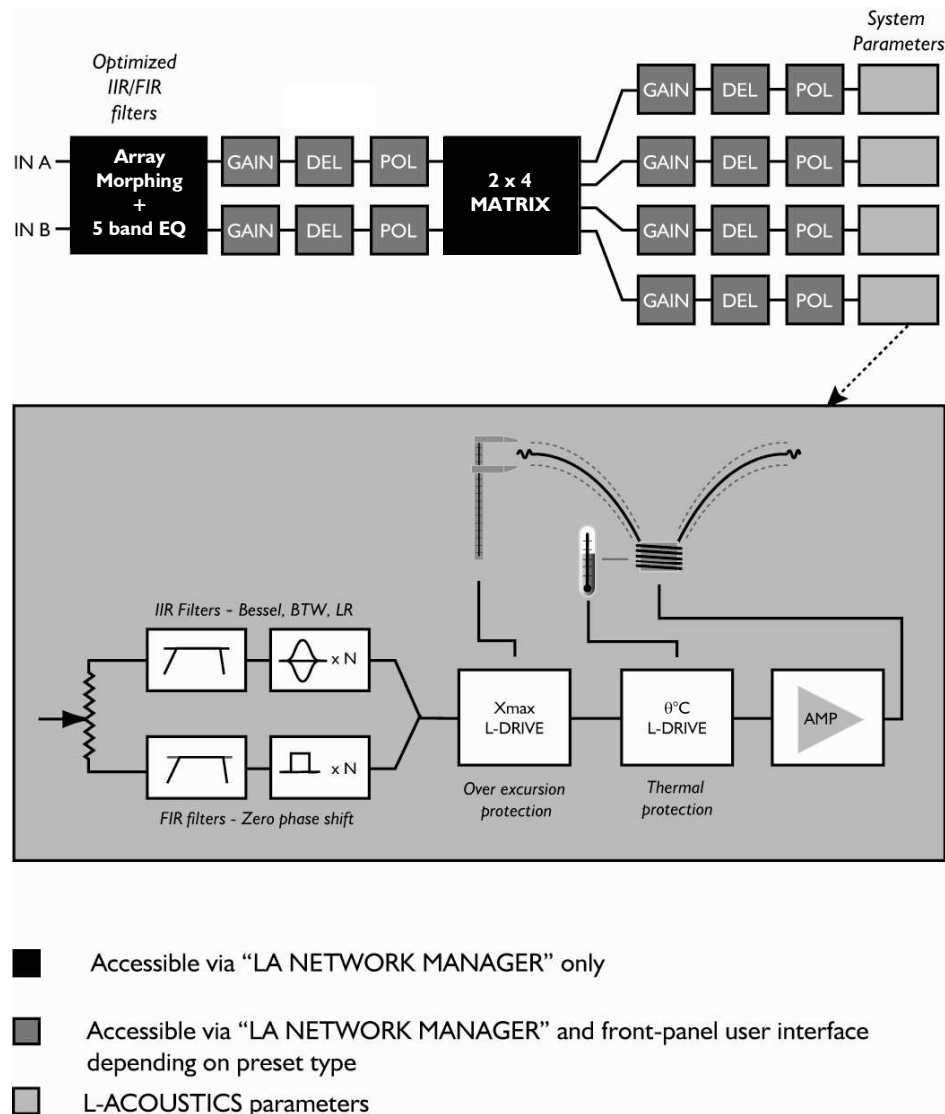 System
Parameters
Optimized
IIR/FIR
filters
GAIN DEL POL
IN A Array Morphing + 5 band EQ GAIN DEL POL 2 x 4 MATRIX GAIN DEL POL
IN B GAIN DEL POL GAIN DEL POL
GAIN DEL POL
IIR Filters - Bessel, BTW, LR
x N
Xmax
L-DRIVE
θ°C
L-DRIVE
AMP
x N
FIR filters - Zero phase shift
Over excursion
protection
Thermal
protection
Accessible via “LA NETWORK MANAGER” only
Accessible via “LA NETWORK MANAGER” and front-panel user interface
depending on preset type
L-ACOUSTICS parameters